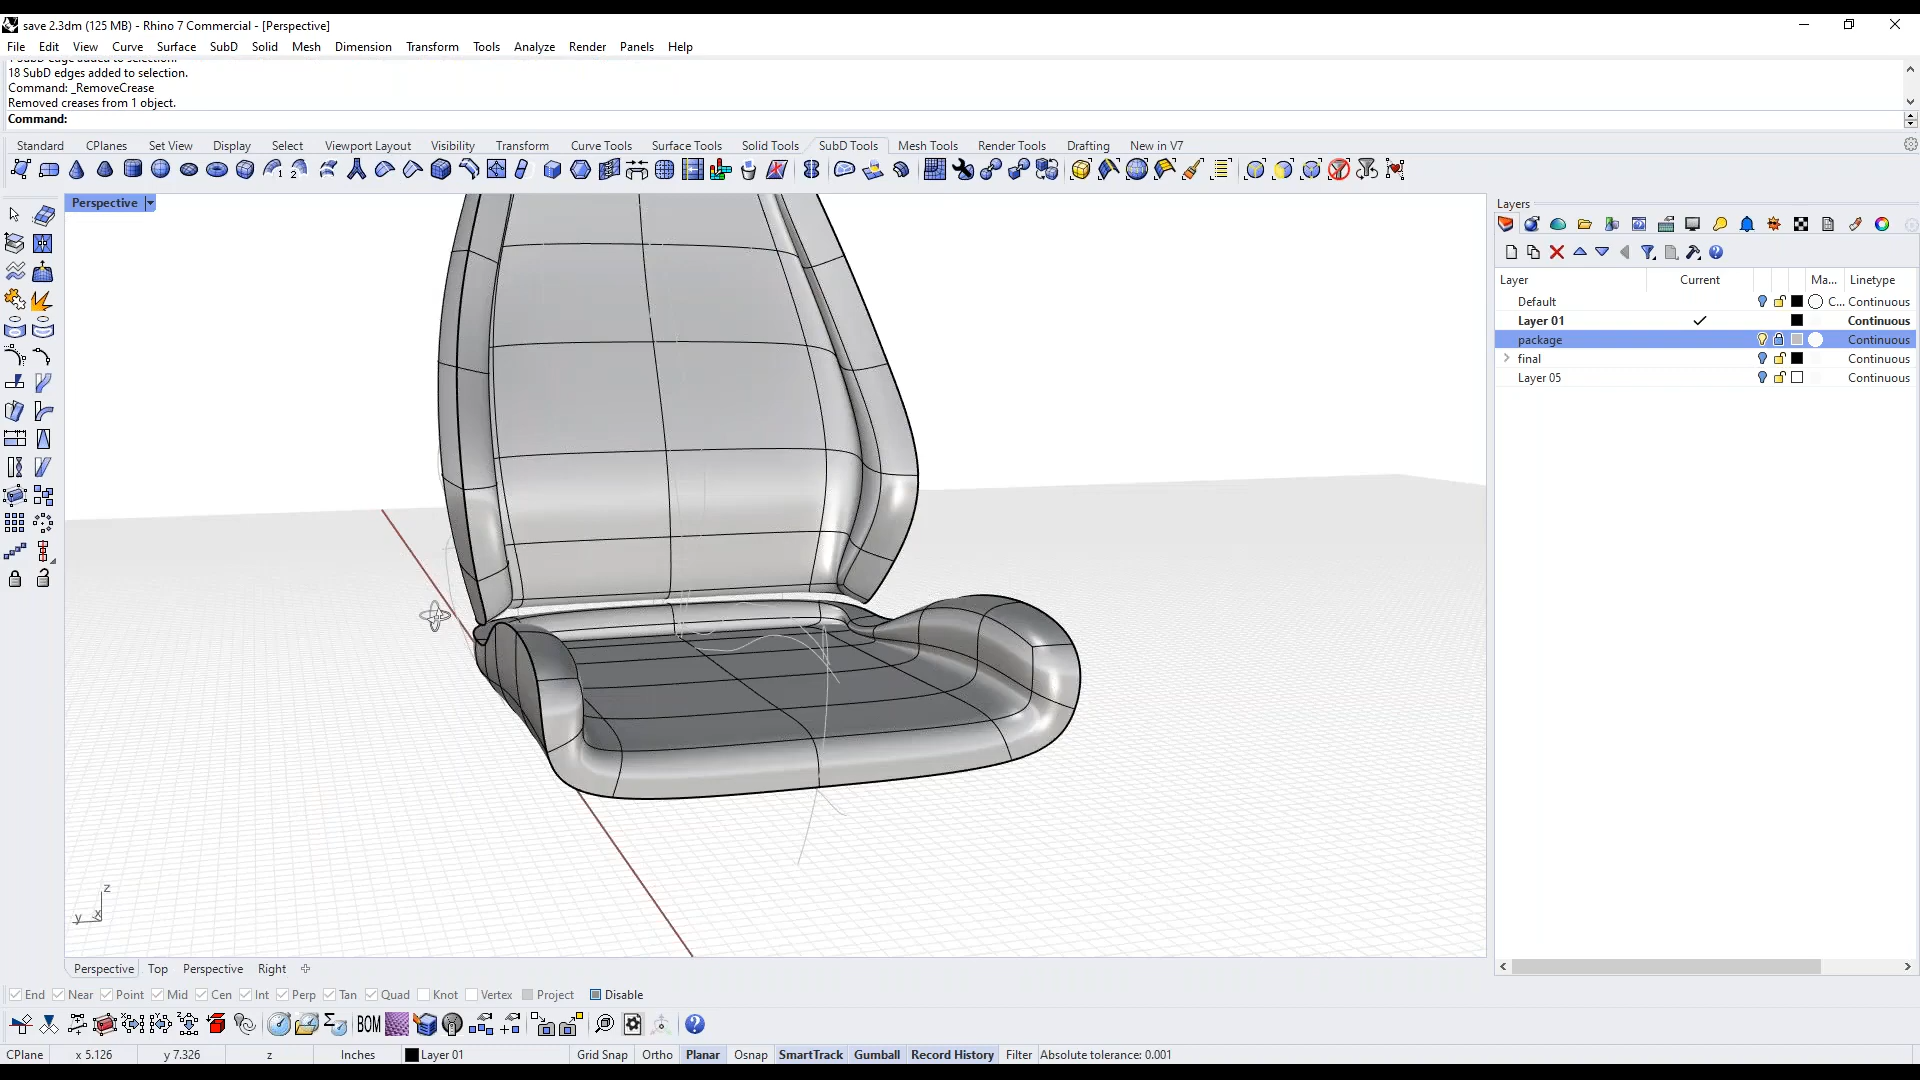 save 2.3dm (125 MB) - Rhino 7 Commercial - [Perspective]
File Edit View Curve Surface SubD Solid Mesh Dimension Transform Tools Analyze Render Panels Help
18 SubD edges added to selection.
Command: _RemoveCrease
Removed creases from 1 object.
Command:
Standard CPlanes Set View Display Select Viewport Layout Visibility Transform Curve Tools Surface Tools Solid Tools SubD Tools Mesh Tools Render Tools Drafting New in V7
Perspective
Layers
Layer Current Ma... Linetype
Default C... Continuous
Layer 01 Continuous
package Continuous
final Continuous
Layer 05 Continuous
z
y x
Perspective Top Perspective Right
End Near Point Mid Cen Int Perp Tan Quad Knot Vertex Project Disable
BOM
CPlane x 5.126 y 7.326 z Inches Layer 01 Grid Snap Ortho Planar Osnap SmartTrack Gumball Record History Filter Absolute tolerance: 0.001